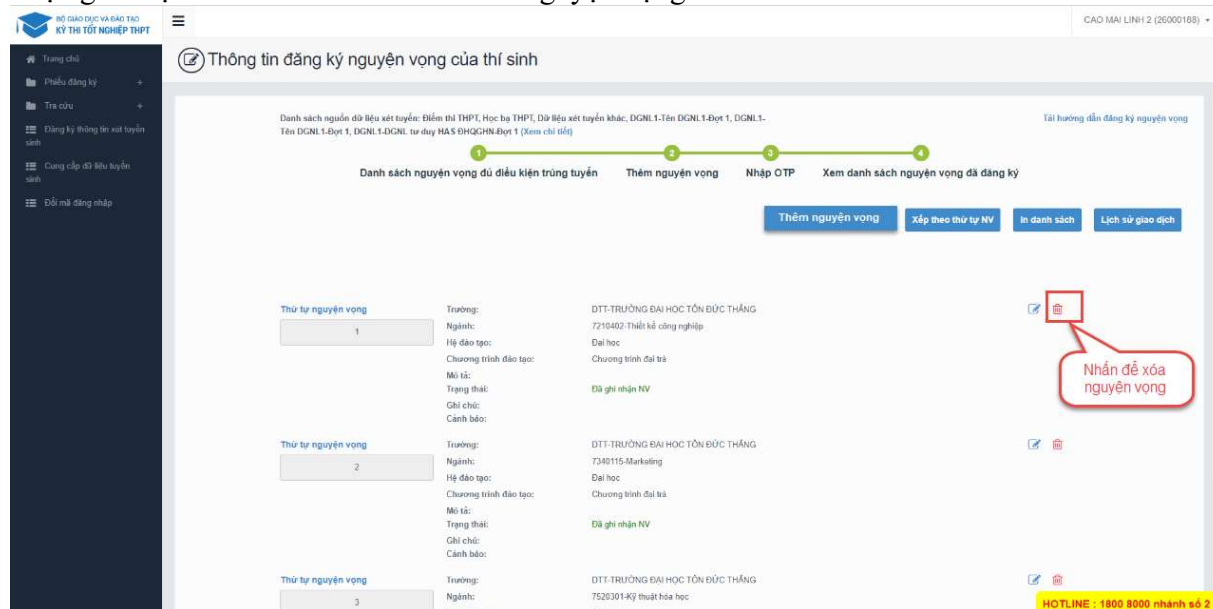 BỘ GIÁO DỤC VÀ ĐÀO TẠO
KỲ THI TỐT NGHIỆP THPT
CAO MAI LINH 2 (26000188)
Trang chủ
Phiếu đăng ký +
Tra cứu +
Đăng ký thông tin xét tuyển
sinh
Cung cấp dữ liệu tuyển
sinh
Đổi mã đăng nhập
Thông tin đăng ký nguyện vọng của thí sinh
Danh sách nguồn dữ liệu xét tuyển: Điểm thi THPT, Học bạ THPT, Dữ liệu xét tuyển khác, DGNL1-Tên DGNL1-Đợt 1, DGNL1-
Tên DGNL1-Đợt 1, DGNL1-DGNL tư duy HAS ĐHQGHN-Đợt 1 (Xem chi tiết)
Tải hướng dẫn đăng ký nguyện vọng
1 2 3 4
Danh sách nguyện vọng đủ điều kiện trúng tuyển Thêm nguyện vọng Nhập OTP Xem danh sách nguyện vọng đã đăng ký
Thêm nguyện vọng Xếp theo thứ tự NV In danh sách Lịch sử giao dịch
Thứ tự nguyện vọng Trường: DTT-TRƯỜNG ĐẠI HỌC TÔN ĐỨC THẮNG
1 Ngành: 7210402-Thiết kế công nghiệp
Hệ đào tạo: Đại học
Chương trình đào tạo: Chương trình đại trà
Mô tả:
Trạng thái: Đã ghi nhận NV
Ghi chú:
Cảnh báo:
Nhấn để xóa
nguyện vọng
Thứ tự nguyện vọng Trường: DTT-TRƯỜNG ĐẠI HỌC TÔN ĐỨC THẮNG
2 Ngành: 7340115-Marketing
Hệ đào tạo: Đại học
Chương trình đào tạo: Chương trình đại trà
Mô tả:
Trạng thái: Đã ghi nhận NV
Ghi chú:
Cảnh báo:
Thứ tự nguyện vọng Trường: DTT-TRƯỜNG ĐẠI HỌC TÔN ĐỨC THẮNG
3 Ngành: 7520301-Kỹ thuật hóa học
HOTLINE : 1800 8000 nhánh số 2